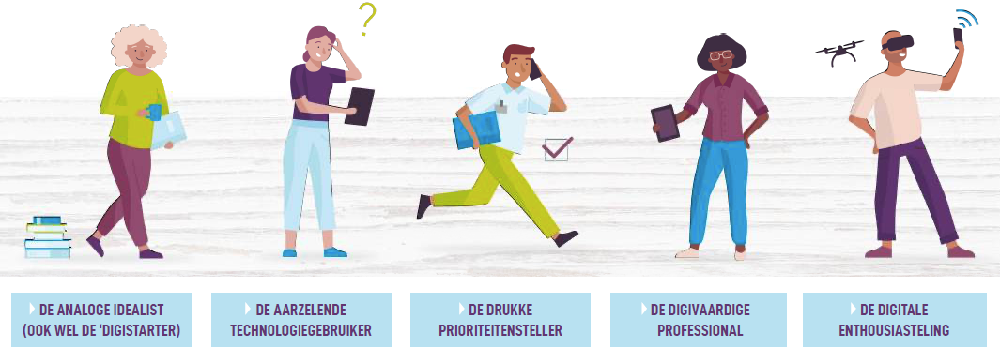 ?
DE ANALOGE IDEALIST
(OOK WEL DE 'DIGISTARTER)
DE AARZELENDE
TECHNOLOGIEGEBRUIKER
DE DRUKKE
PRIORITEITENSTELLER
DE DIGIVAARDIGE
PROFESSIONAL
DE DIGITALE
ENTHOUSIASTELING